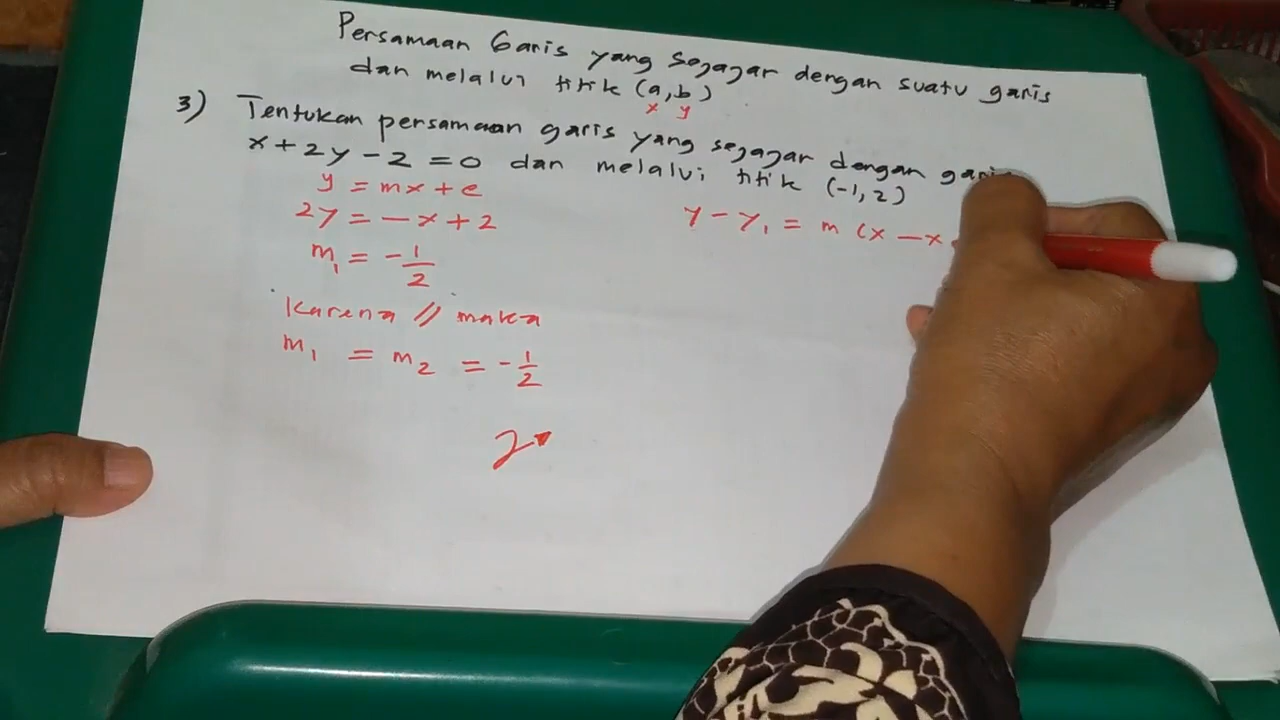 Persamaan Garis yang sejajar dengan suatu garis
dan melalui titik (a,b)
x y
3) Tentukan persamaan garis yang sejajar dengan garis
x + 2y - 2 = 0 dan melalui titik (-1, 2)
y = mx + c
2y = -x + 2
m₁ = -1/2
Karena // maka
m₁ = m₂ = -1/2
y - y₁ = m (x - x